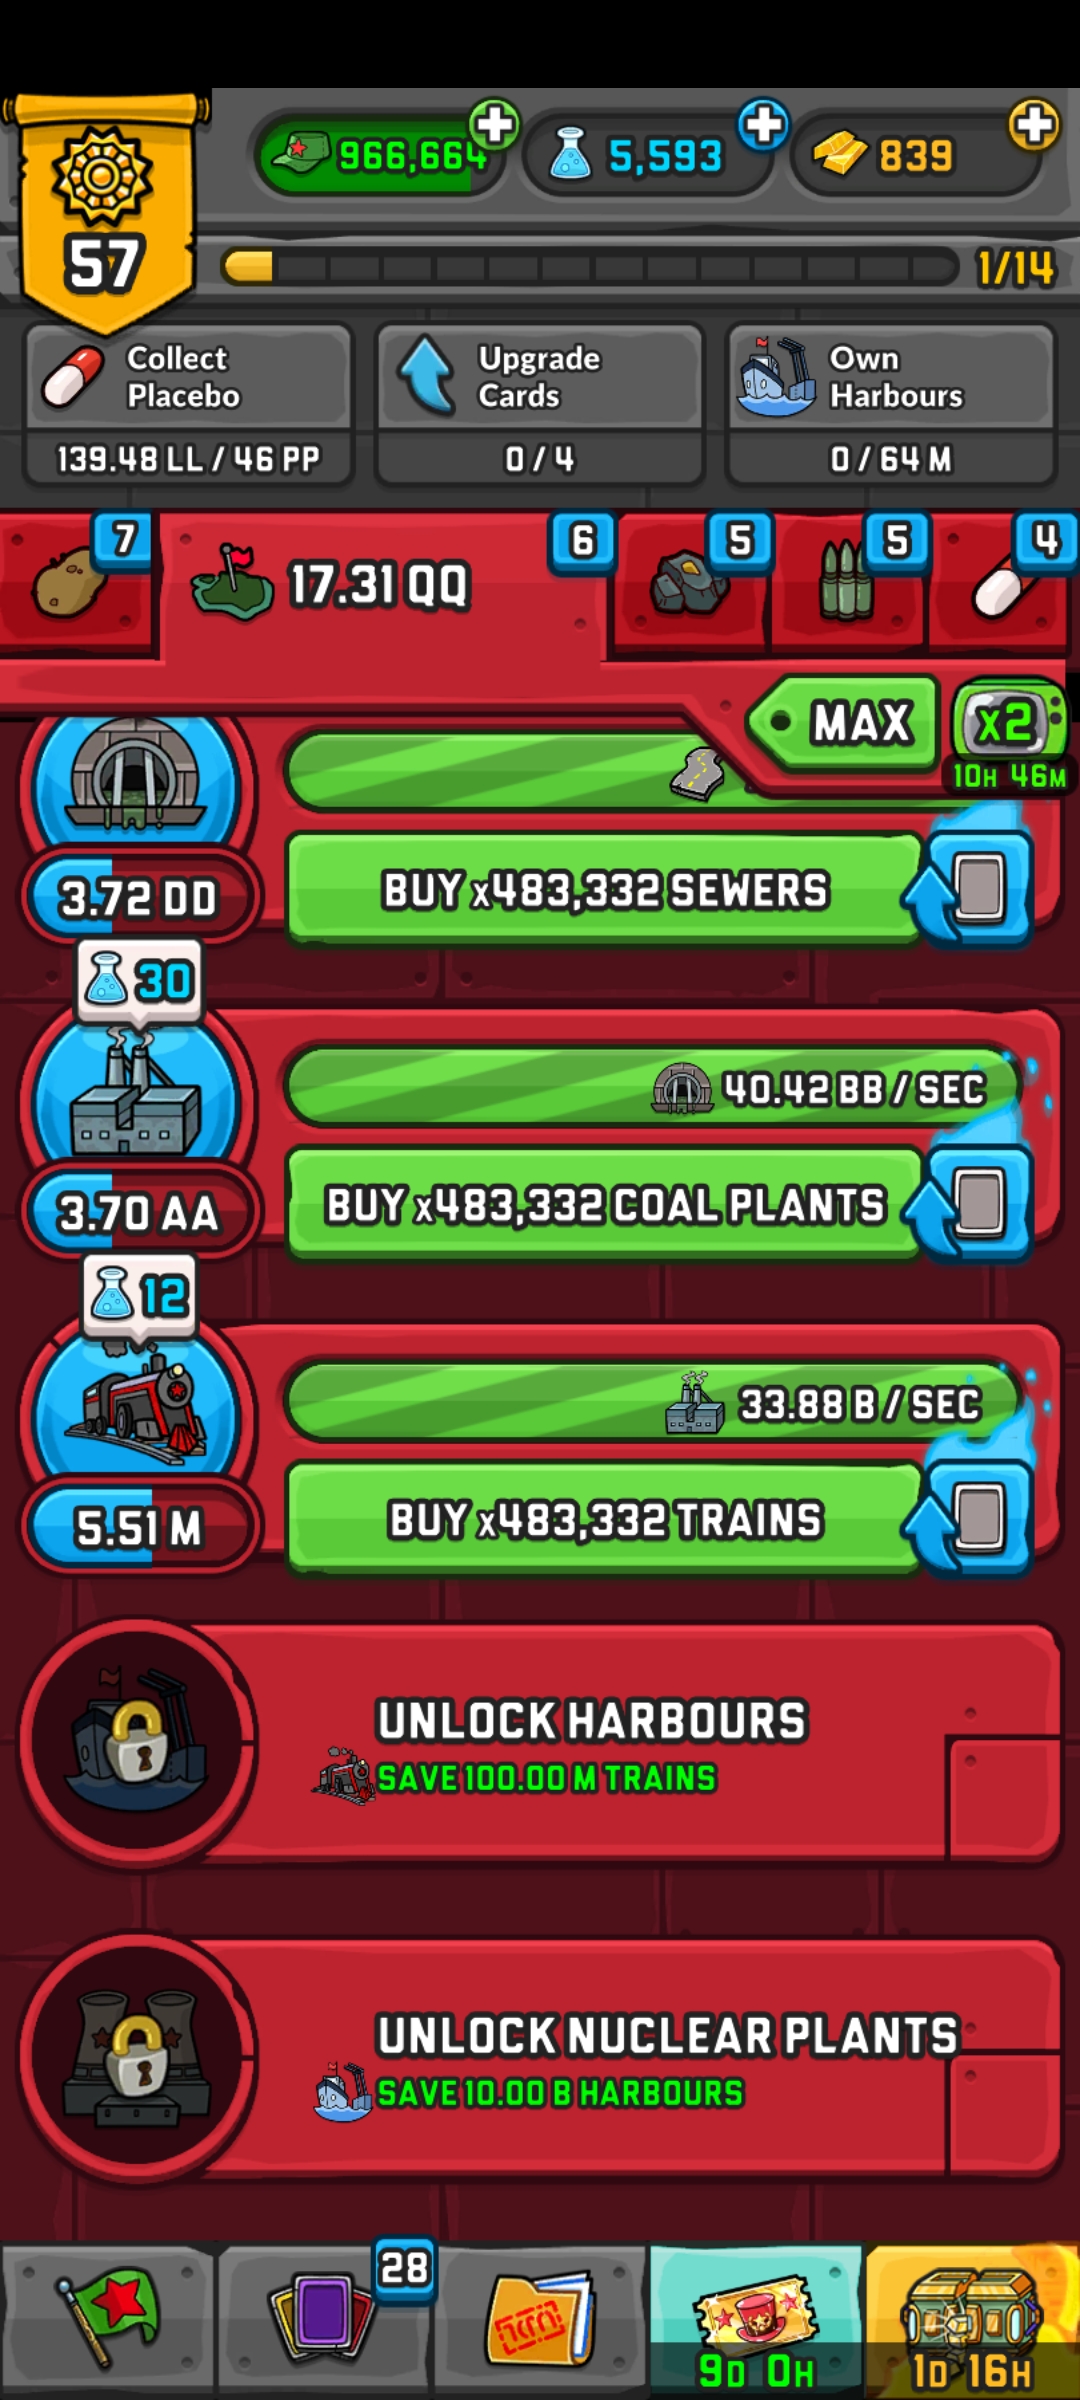 966,664
5,593
839
57
1/14
Collect
Placebo
Upgrade
Cards
Own
Harbours
139.48 LL / 46 PP
0 / 4
0 / 64 M
7
6
5
5
4
17.31 QQ
MAX
x2
10H 46M
3.72 DD
BUY x483,332 SEWERS
30
40.42 BB / SEC
3.70 AA
BUY x483,332 COAL PLANTS
12
33.88 B / SEC
5.51 M
BUY x483,332 TRAINS
UNLOCK HARBOURS
SAVE 100.00 M TRAINS
UNLOCK NUCLEAR PLANTS
SAVE 10.00 B HARBOURS
28
9D 0H
1D 16H